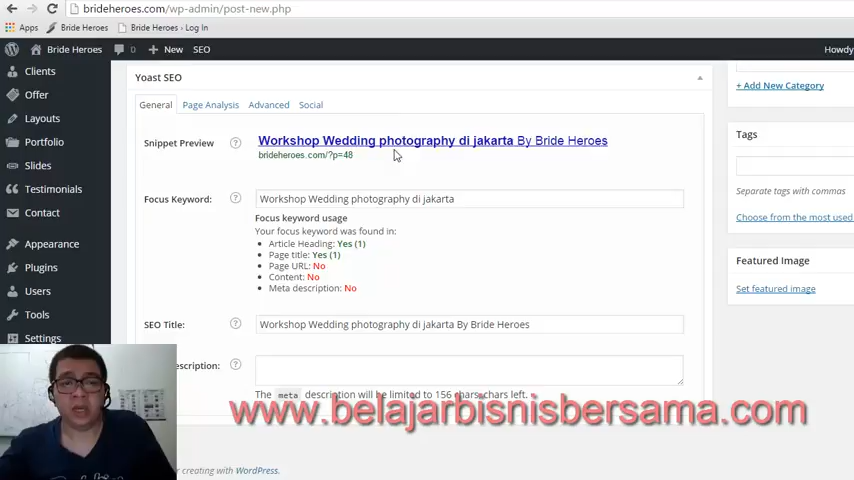 brideheroes.com/wp-admin/post-new.php
Apps Bride Heroes Bride Heroes › Log In
Bride Heroes 0 New SEO Howdy
Clients
Offer
Layouts
Portfolio
Slides
Testimonials
Contact
Appearance
Plugins
Users
Tools
Settings
Yoast SEO
General Page Analysis Advanced Social
Snippet Preview ? Workshop Wedding photography di jakarta By Bride Heroes
brideheroes.com/?p=48
Focus Keyword: ? Workshop Wedding photography di jakarta
Focus keyword usage
Your focus keyword was found in:
• Article Heading: Yes (1)
• Page title: Yes (1)
• Page URL: No
• Content: No
• Meta description: No
SEO Title: ? Workshop Wedding photography di jakarta By Bride Heroes
escription: ?
The meta description will be limited to 156 chars, chars left.
www.belajarbisnisbersama.com
r creating with WordPress.
+ Add New Category
Tags
Separate tags with commas
Choose from the most used
Featured Image
Set featured image